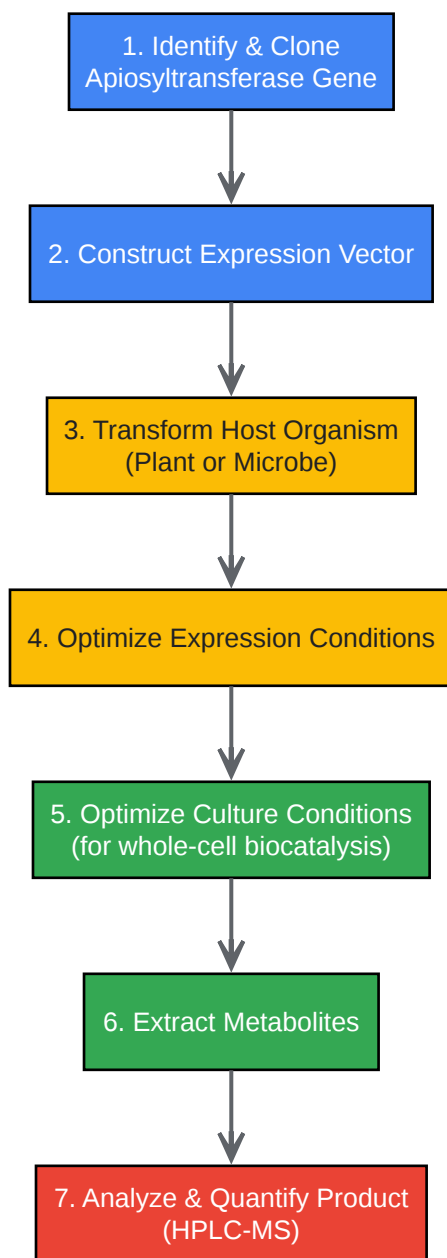 1. Identify & Clone
Apiosyltransferase Gene
2. Construct Expression Vector
3. Transform Host Organism
(Plant or Microbe)
4. Optimize Expression Conditions
5. Optimize Culture Conditions
(for whole-cell biocatalysis)
6. Extract Metabolites
7. Analyze & Quantify Product
(HPLC-MS)